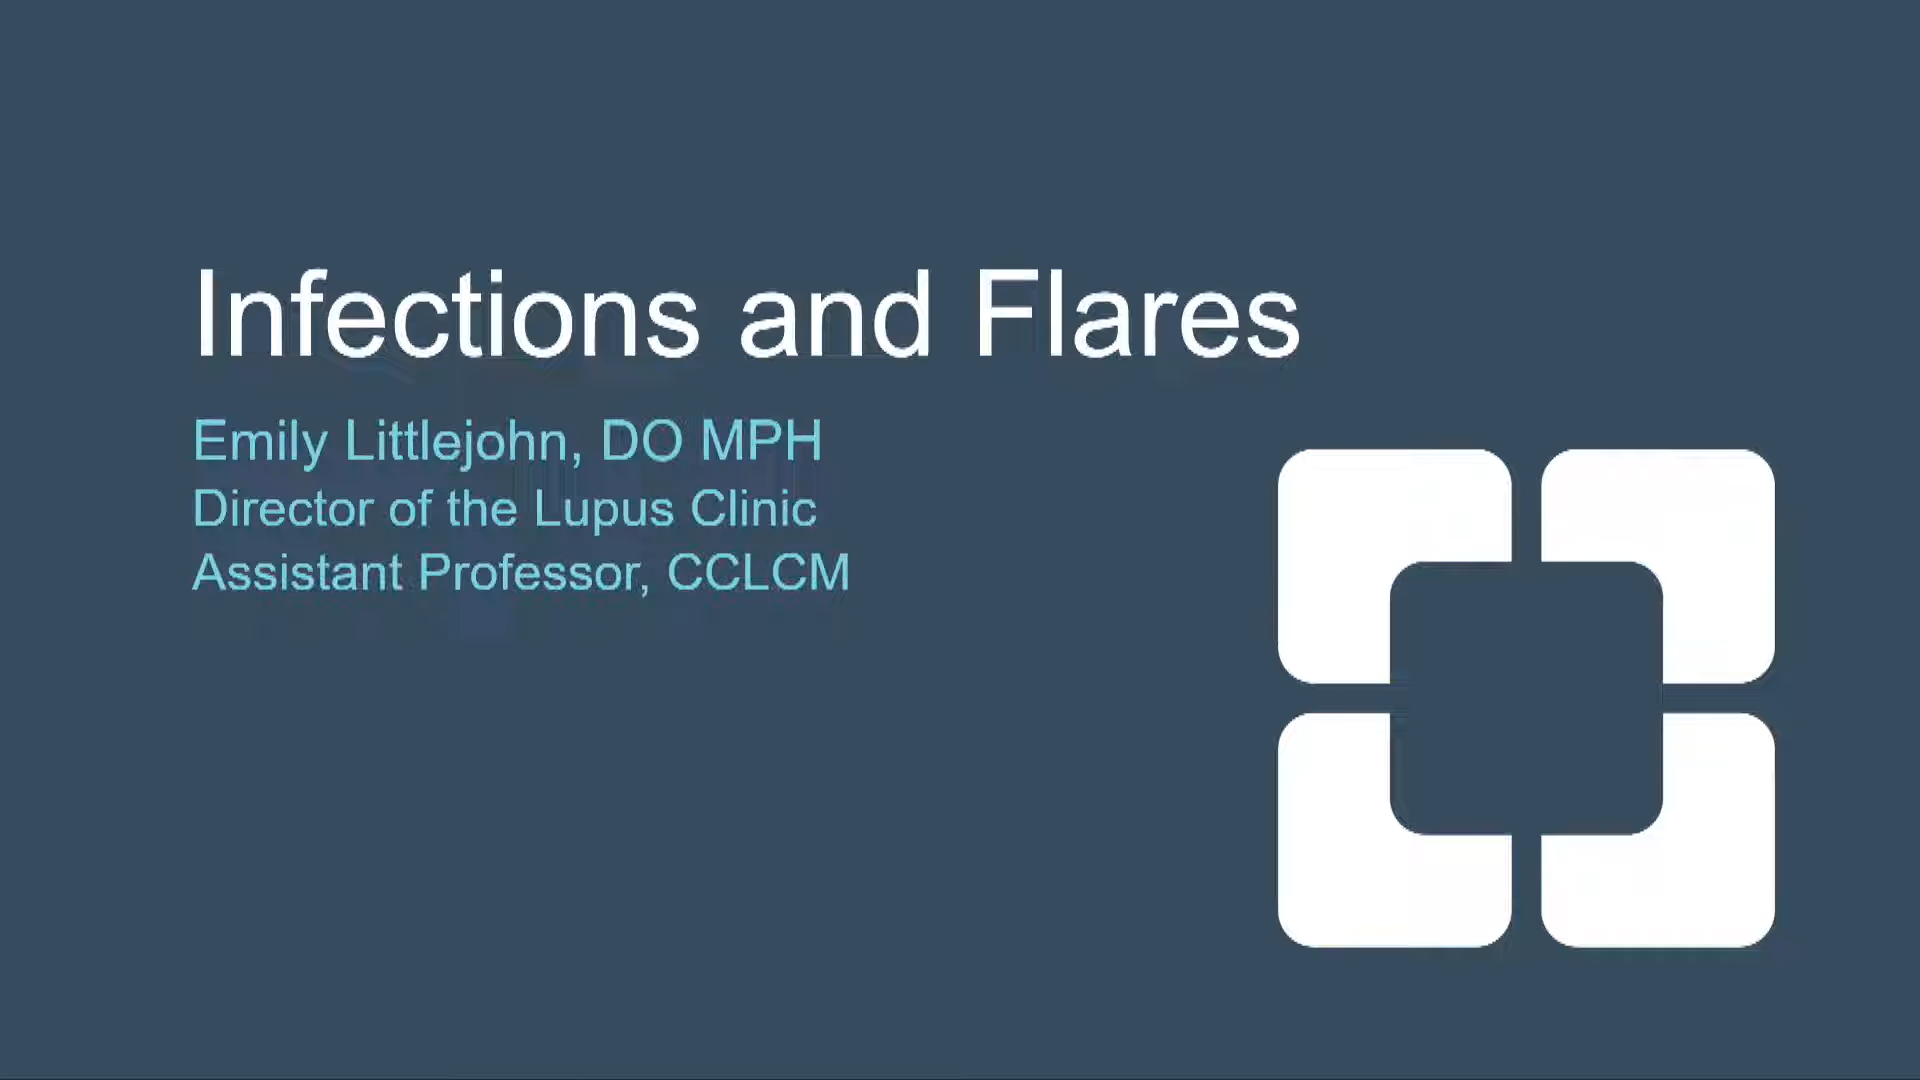 Infections and Flares
Emily Littlejohn, DO MPH
Director of the Lupus Clinic
Assistant Professor, CCLCM